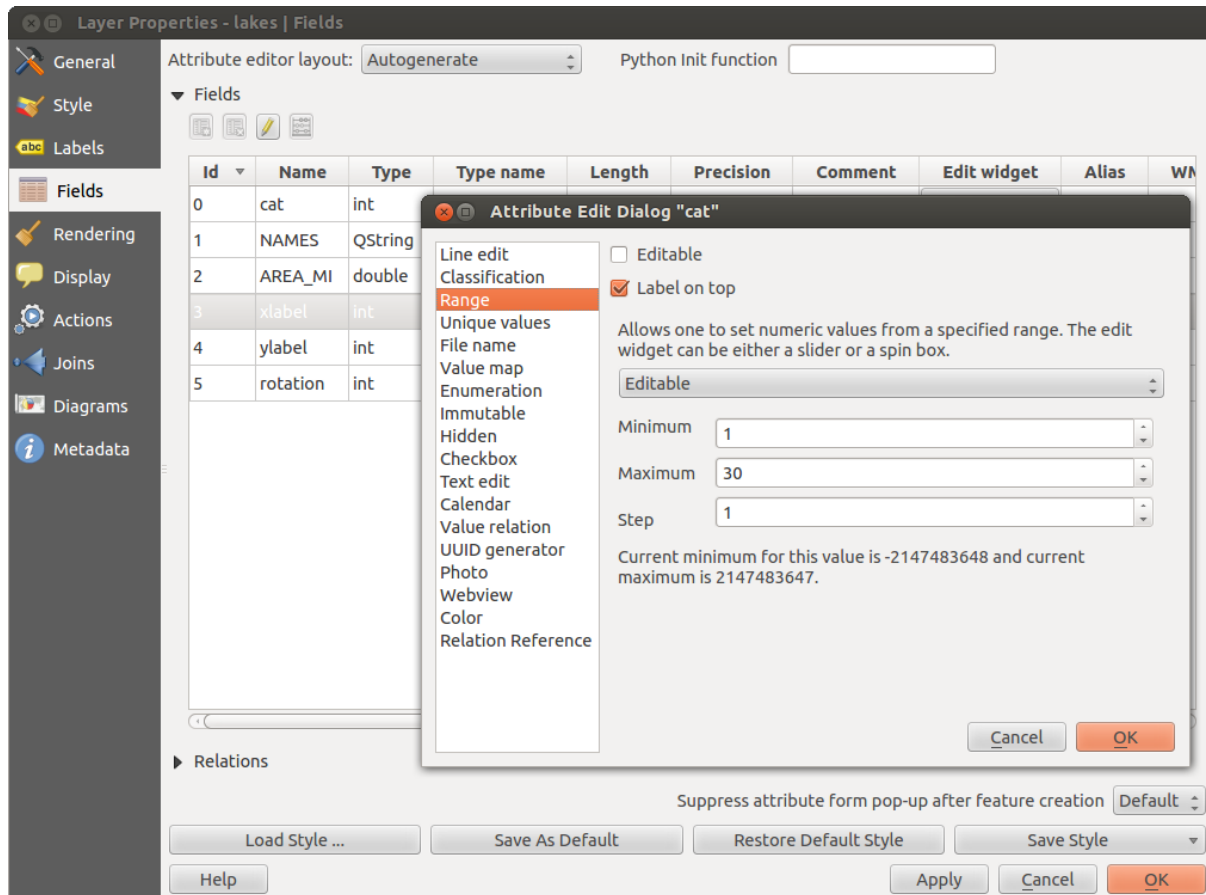 Layer Properties - lakes | Fields
General
Style
abc Labels
Fields
Rendering
Display
Actions
Joins
Diagrams
Metadata
Attribute editor layout: Autogenerate Python Init function
Fields
Id Name Type Type name Length Precision Comment Edit widget Alias WM
0 cat int
1 NAMES QString
2 AREA_MI double
3 xlabel int
4 ylabel int
5 rotation int
Attribute Edit Dialog "cat"
Line edit
Classification
Range
Unique values
File name
Value map
Enumeration
Immutable
Hidden
Checkbox
Text edit
Calendar
Value relation
UUID generator
Photo
Webview
Color
Relation Reference
Editable
Label on top
Allows one to set numeric values from a specified range. The edit
widget can be either a slider or a spin box.
Editable
Minimum 1
Maximum 30
Step 1
Current minimum for this value is -2147483648 and current
maximum is 2147483647.
Cancel OK
Relations
Suppress attribute form pop-up after feature creation Default
Load Style ... Save As Default Restore Default Style Save Style
Help Apply Cancel OK